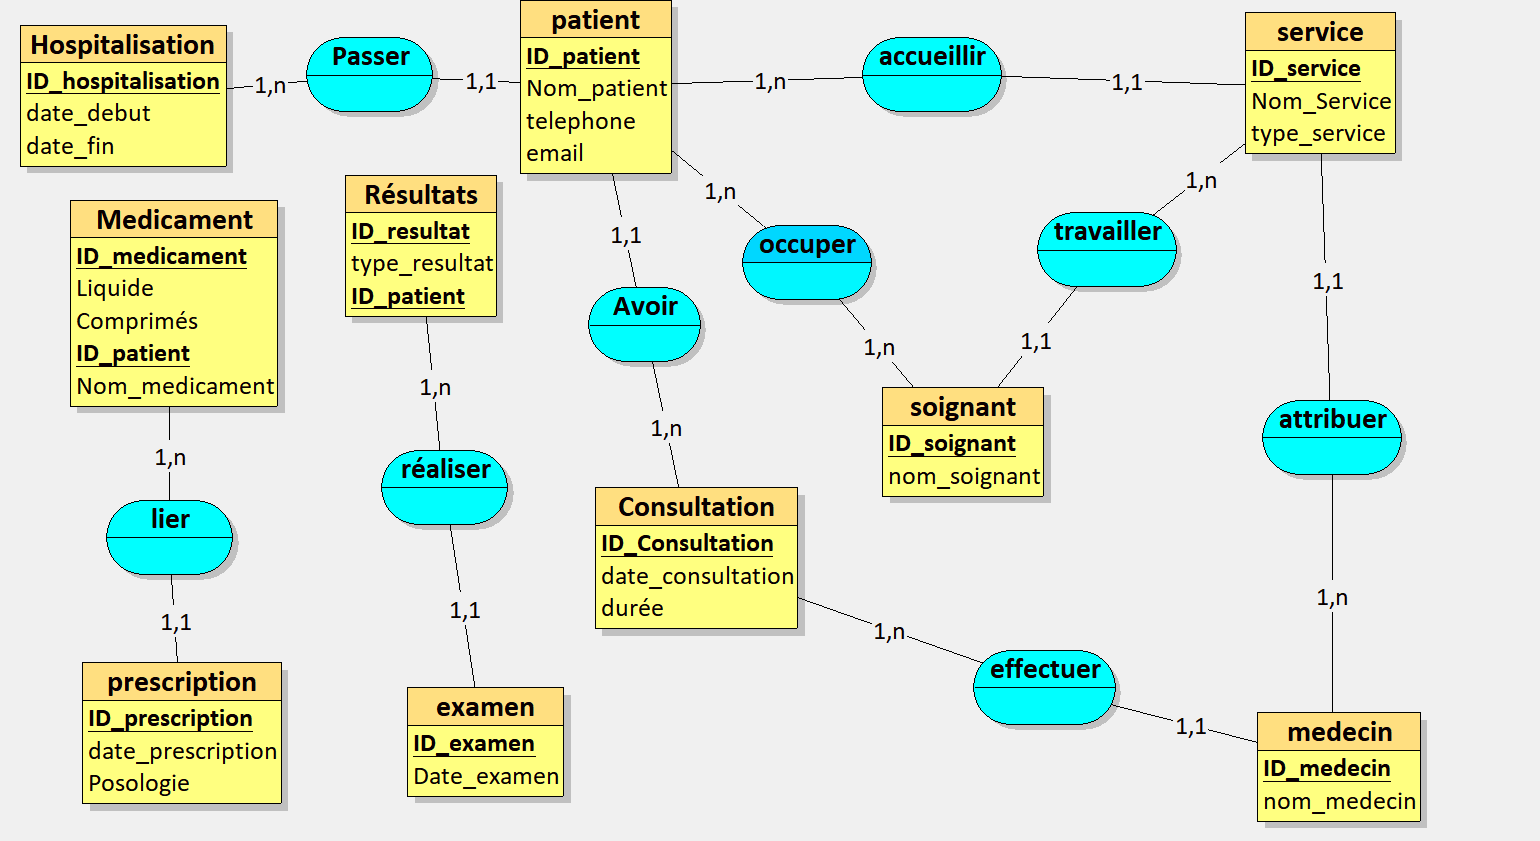 Hospitalisation
ID_hospitalisation
date_debut
date_fin
1,n
Passer
1,1
patient
ID_patient
Nom_patient
telephone
email
1,n
accueillir
1,1
service
ID_service
Nom_Service
type_service
Medicament
ID_medicament
Liquide
Comprimés
ID_patient
Nom_medicament
1,n
lier
1,1
prescription
ID_prescription
date_prescription
Posologie
Résultats
ID_resultat
type_resultat
ID_patient
1,n
réaliser
1,1
examen
ID_examen
Date_examen
1,1
Avoir
1,n
Consultation
ID_Consultation
date_consultation
durée
1,n
occuper
1,n
soignant
ID_soignant
nom_soignant
1,n
travailler
1,1
1,1
attribuer
1,n
1,n
effectuer
1,1
medecin
ID_medecin
nom_medecin